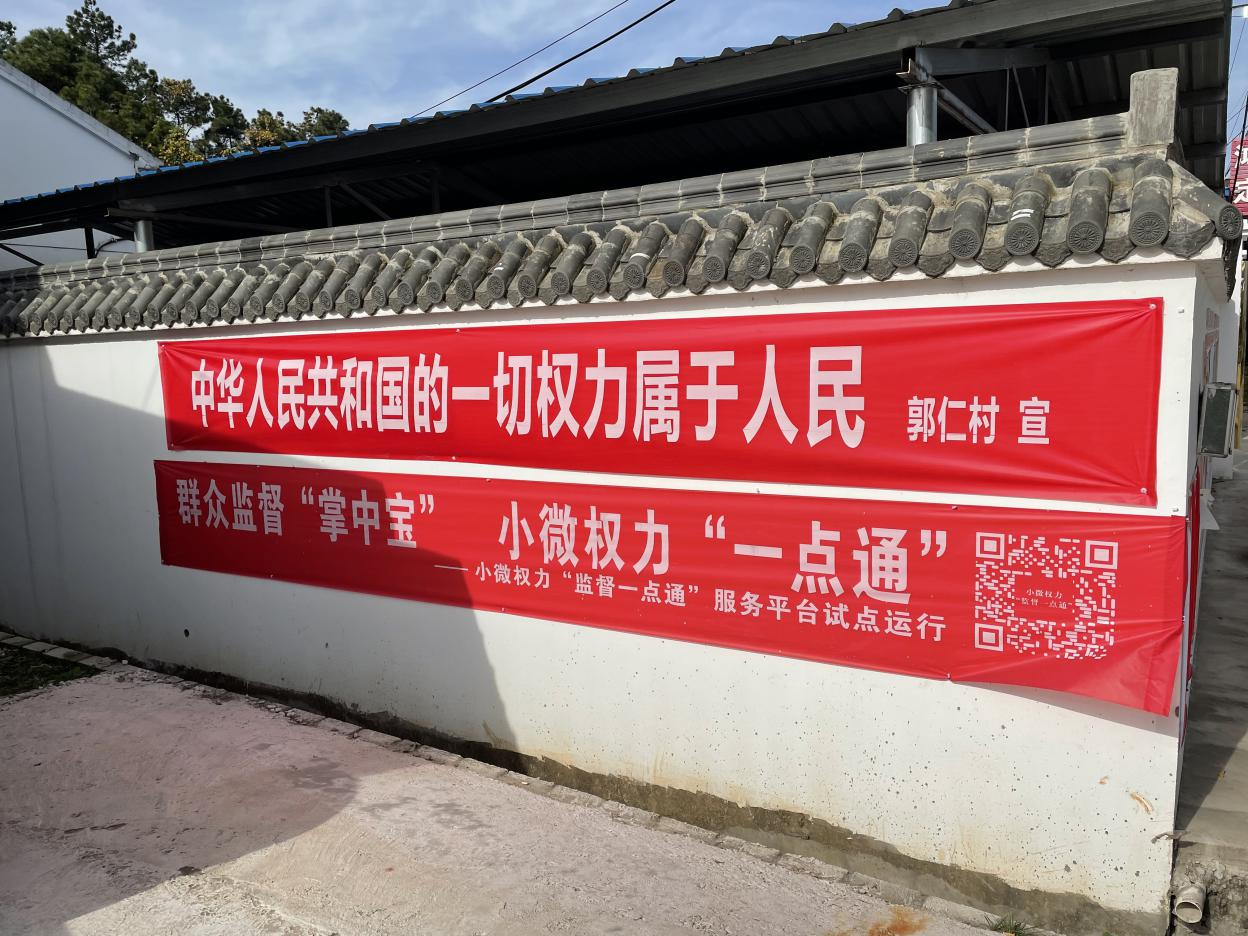 中华人民共和国的一切权力属于人民 郭仁村 宣
群众监督“掌中宝” 小微权力“一点通”
——小微权力“监督一点通”服务平台试点运行
小微权力
“监督一点通”